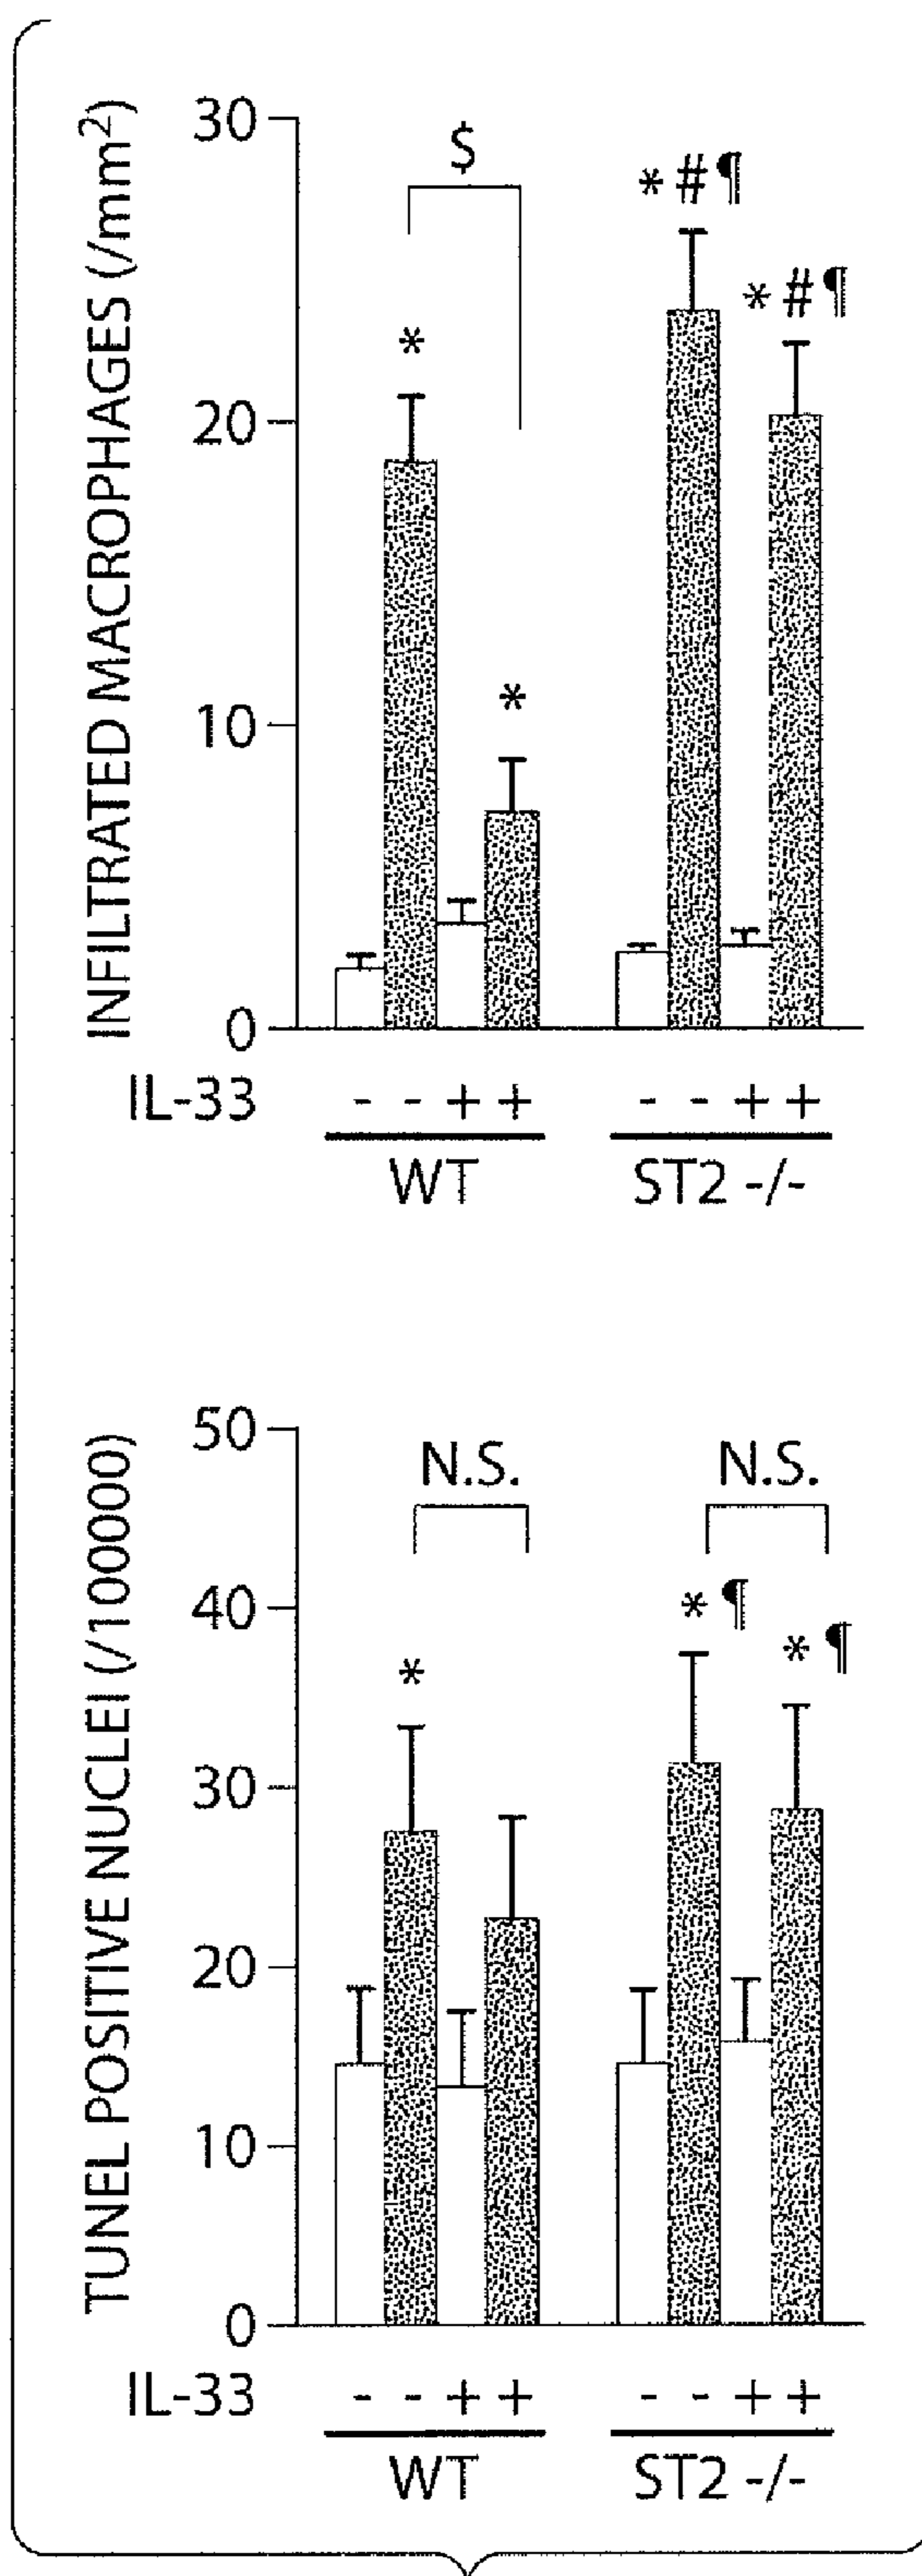 INFILTRATED MACROPHAGES (/mm²)
30
20
10
0
$
*
*
*#¶
*#¶
IL-33 - - + + - - + +
WT ST2 -/-
TUNEL POSITIVE NUCLEI (/100000)
50
40
30
20
10
0
N.S. N.S.
*
*¶
*¶
IL-33 - - + + - - + +
WT ST2 -/-